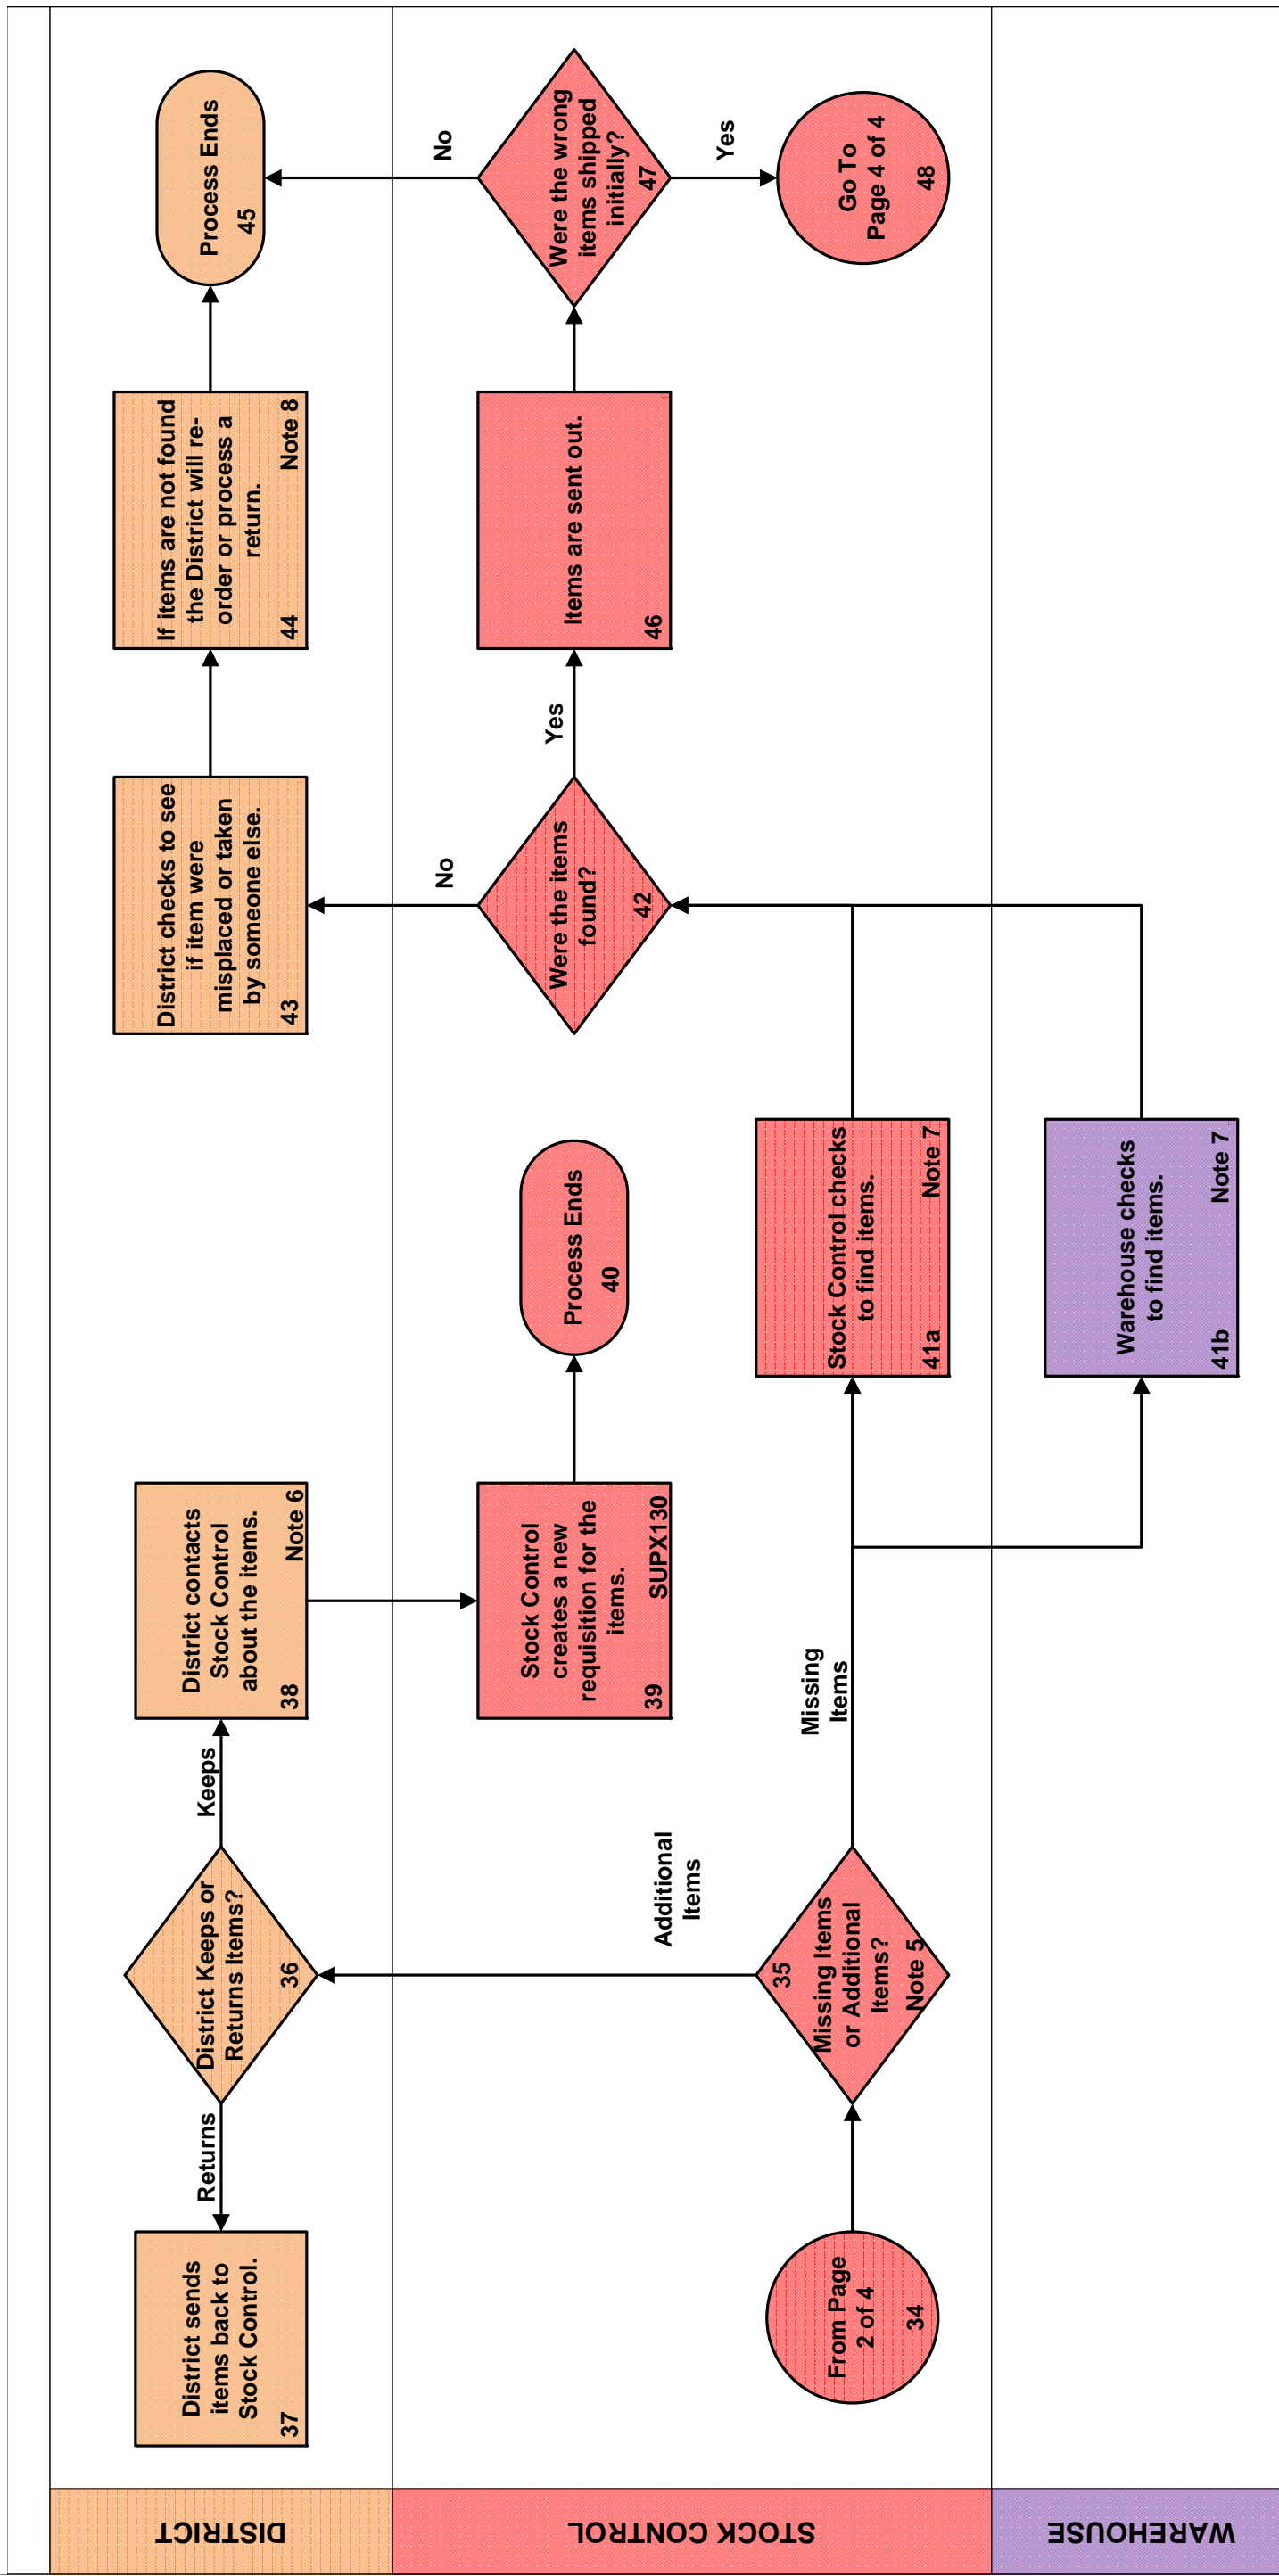 DISTRICT
District sends
items back to
Stock Control.
37
Returns
District Keeps or
Returns Items?
36
Keeps
District contacts
Stock Control
about the items.
38
Note 6
District checks to see
if item were
misplaced or taken
by someone else.
43
If items are not found
the District will re-
order or process a
return.
44
Note 8
Process Ends
45
STOCK CONTROL
From Page
2 of 4
34
35
Missing Items
or Additional
Items?
Note 5
Additional
Items
Missing
Items
Stock Control
creates a new
requisition for the
items.
39
SUPX130
Process Ends
40
Stock Control checks
to find items.
41a
Note 7
Were the items
found?
42
No
Yes
Items are sent out.
46
Were the wrong
items shipped
initially?
47
No
Yes
Go To
Page 4 of 4
48
WAREHOUSE
Warehouse checks
to find items.
41b
Note 7